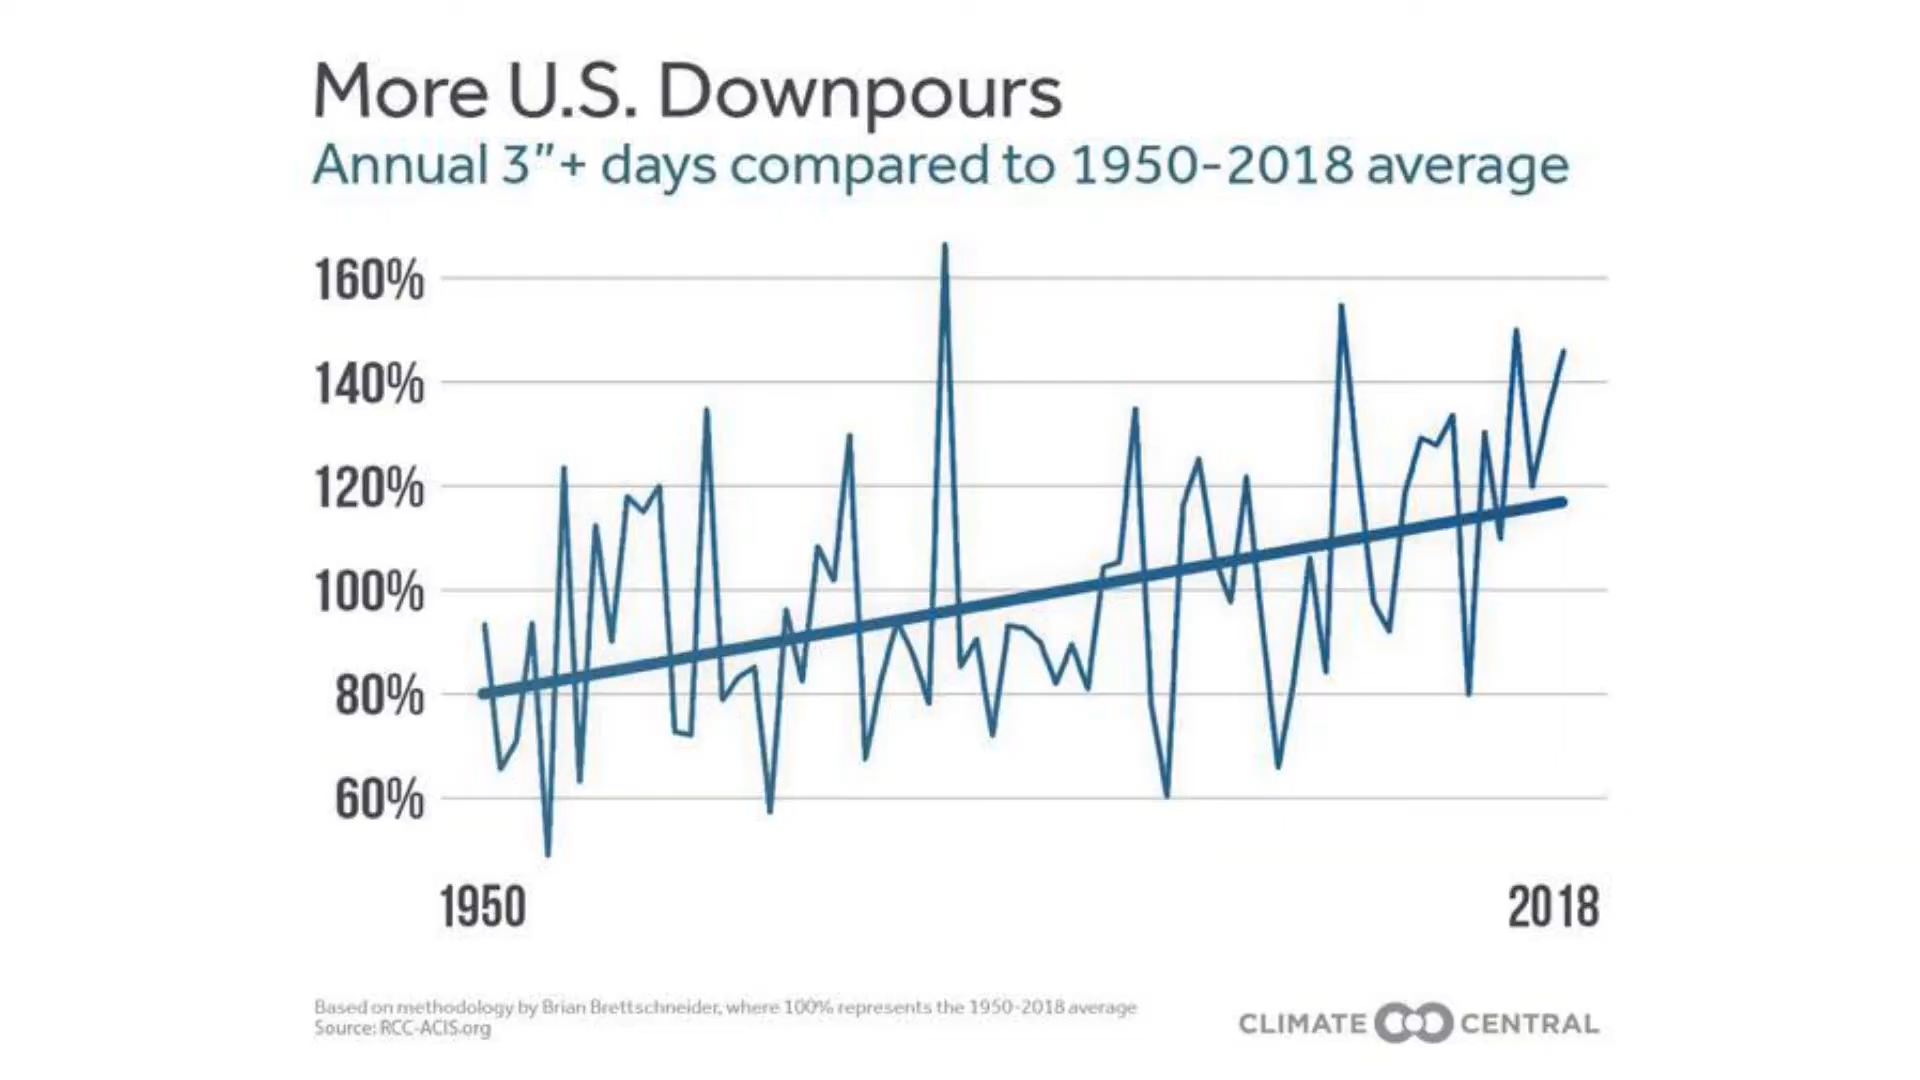 More U.S. Downpours
Annual 3”+ days compared to 1950-2018 average
160%
140%
120%
100%
80%
60%
1950
2018
Based on methodology by Brian Brettschneider, where 100% represents the 1950-2018 average
Source: RCC-ACIS.org
CLIMATE CENTRAL